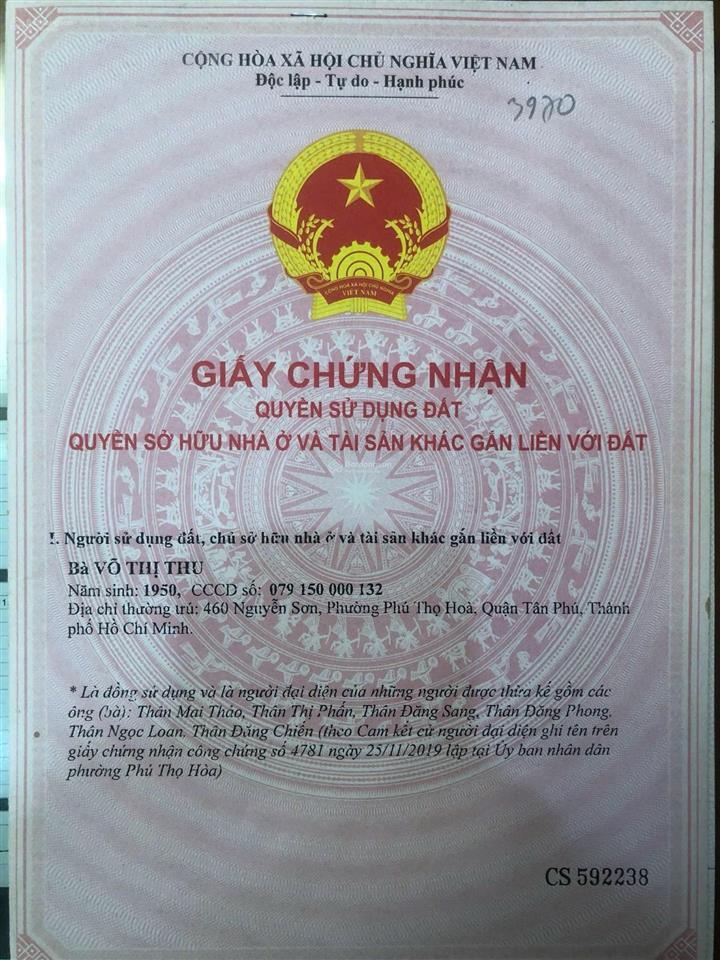 CỘNG HÒA XÃ HỘI CHỦ NGHĨA VIỆT NAM
Độc lập - Tự do - Hạnh phúc
3970
CỘNG HÒA XÃ HỘI CHỦ NGHĨA
VIỆT NAM
GIẤY CHỨNG NHẬN
QUYỀN SỬ DỤNG ĐẤT
QUYỀN SỞ HỮU NHÀ Ở VÀ TÀI SẢN KHÁC GẮN LIỀN VỚI ĐẤT
I. Người sử dụng đất, chủ sở hữu nhà ở và tài sản khác gắn liền với đất
Bà VÕ THỊ THU
Năm sinh: 1950, CCCD số: 079 150 000 132
Địa chỉ thường trú: 460 Nguyễn Sơn, Phường Phú Thọ Hoà, Quận Tân Phú, Thành
phố Hồ Chí Minh.
* Là đồng sử dụng và là người đại diện của những người được thừa kế gồm các
ông (bà): Thân Mai Thảo, Thân Thị Phấn, Thân Đăng Sang, Thân Đăng Phong,
Thân Ngọc Loan, Thân Đăng Chiến (theo Cam kết cử người đại diện ghi tên trên
giấy chứng nhận công chứng số 4781 ngày 25/11/2019 lập tại Ủy ban nhân dân
phường Phú Thọ Hòa)
CS 592238